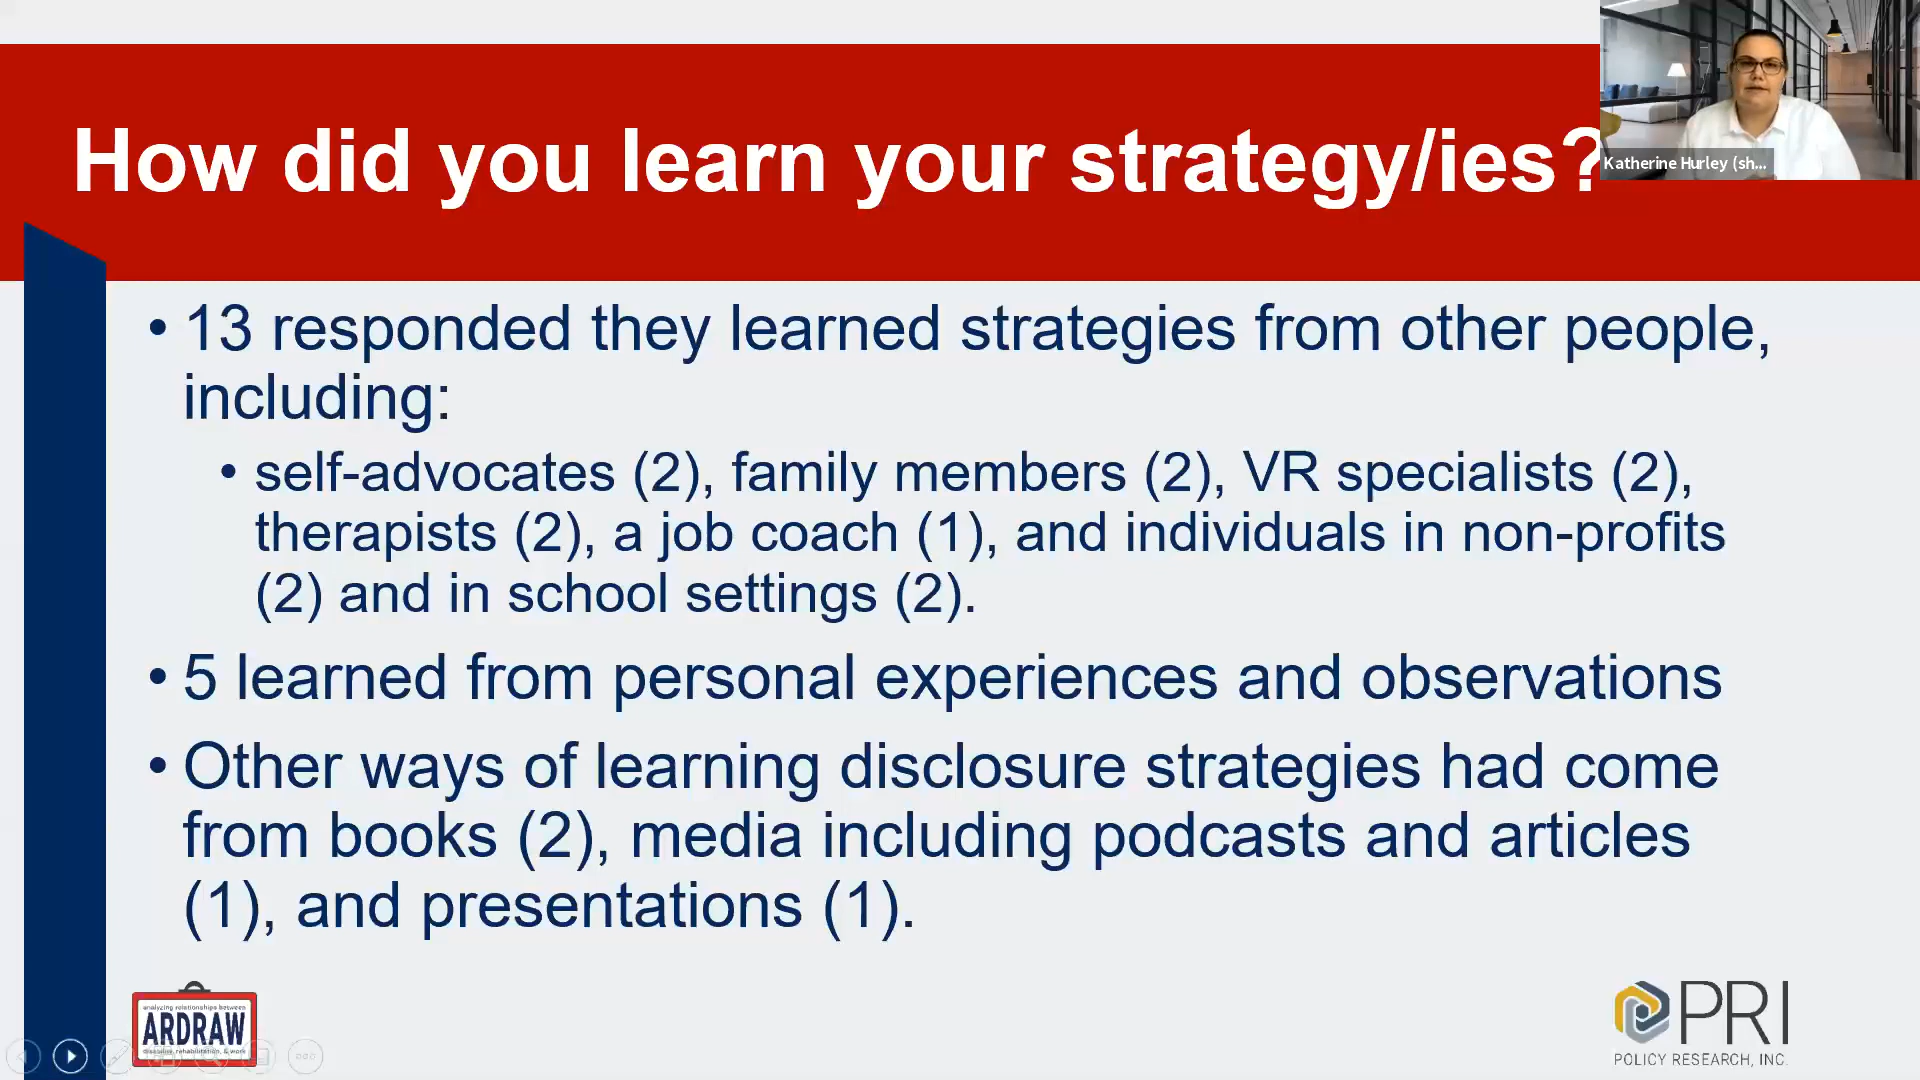 How did you learn your strategy/ies?
Katherine Hurley (sh...
• 13 responded they learned strategies from other people,
including:
• self-advocates (2), family members (2), VR specialists (2),
therapists (2), a job coach (1), and individuals in non-profits
(2) and in school settings (2).
• 5 learned from personal experiences and observations
• Other ways of learning disclosure strategies had come
from books (2), media including podcasts and articles
(1), and presentations (1).
analyzing relationships between
ARDRAW
disability, rehabilitation, & work
PRI
POLICY RESEARCH, INC.